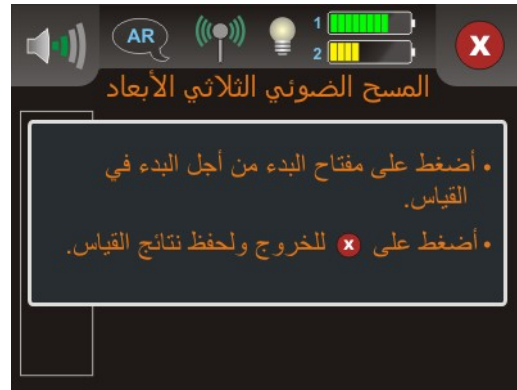 AR
1
2
X
المسح الضوئي الثلاثي الأبعاد
• أضغط على مفتاح البدء من أجل البدء في
القياس.
• أضغط على x للخروج ولحفظ نتائج القياس.